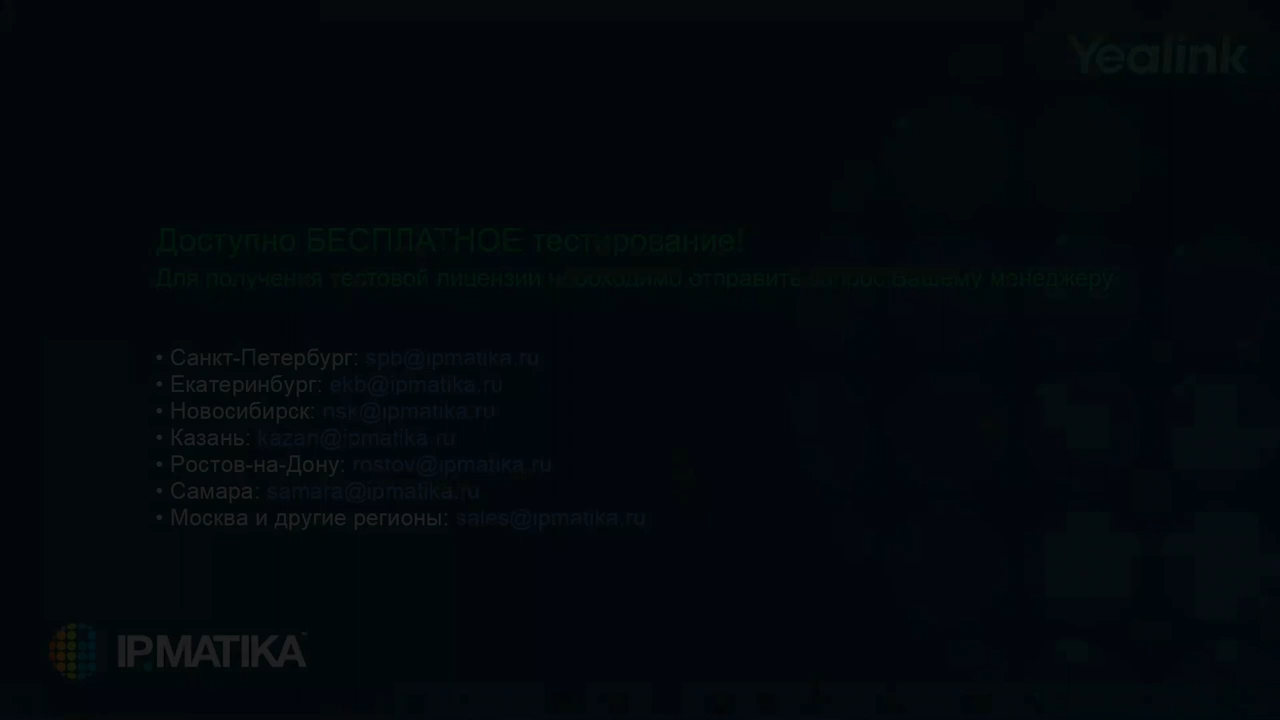 Yealink
Доступно БЕСПЛАТНОЕ тестирование!
Для получения тестовой лицензии необходимо отправить запрос Вашему менеджеру
• Санкт-Петербург: spb@ipmatika.ru
• Екатеринбург: ekb@ipmatika.ru
• Новосибирск: nsk@ipmatika.ru
• Казань: kazan@ipmatika.ru
• Ростов-на-Дону: rostov@ipmatika.ru
• Самара: samara@ipmatika.ru
• Москва и другие регионы: sales@ipmatika.ru
IPMATIKA